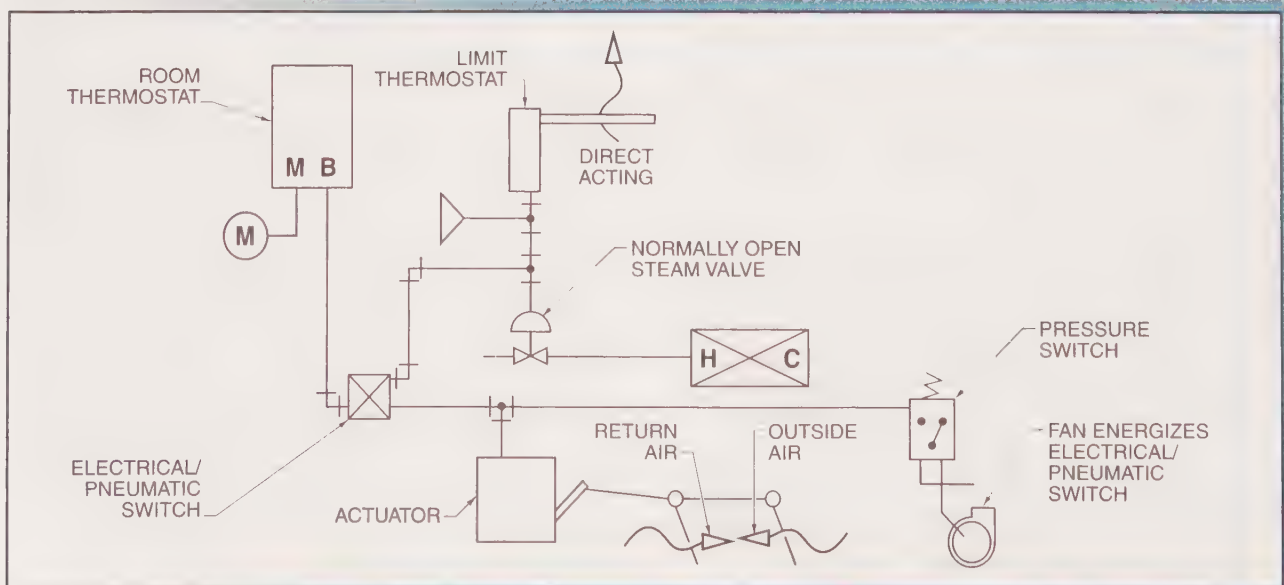 ROOM
THERMOSTAT
M B
M
LIMIT
THERMOSTAT
DIRECT
ACTING
NORMALLY OPEN
STEAM VALVE
H C
PRESSURE
SWITCH
RETURN
AIR
OUTSIDE
AIR
FAN ENERGIZES
ELECTRICAL/
PNEUMATIC
SWITCH
ELECTRICAL/
PNEUMATIC
SWITCH
ACTUATOR